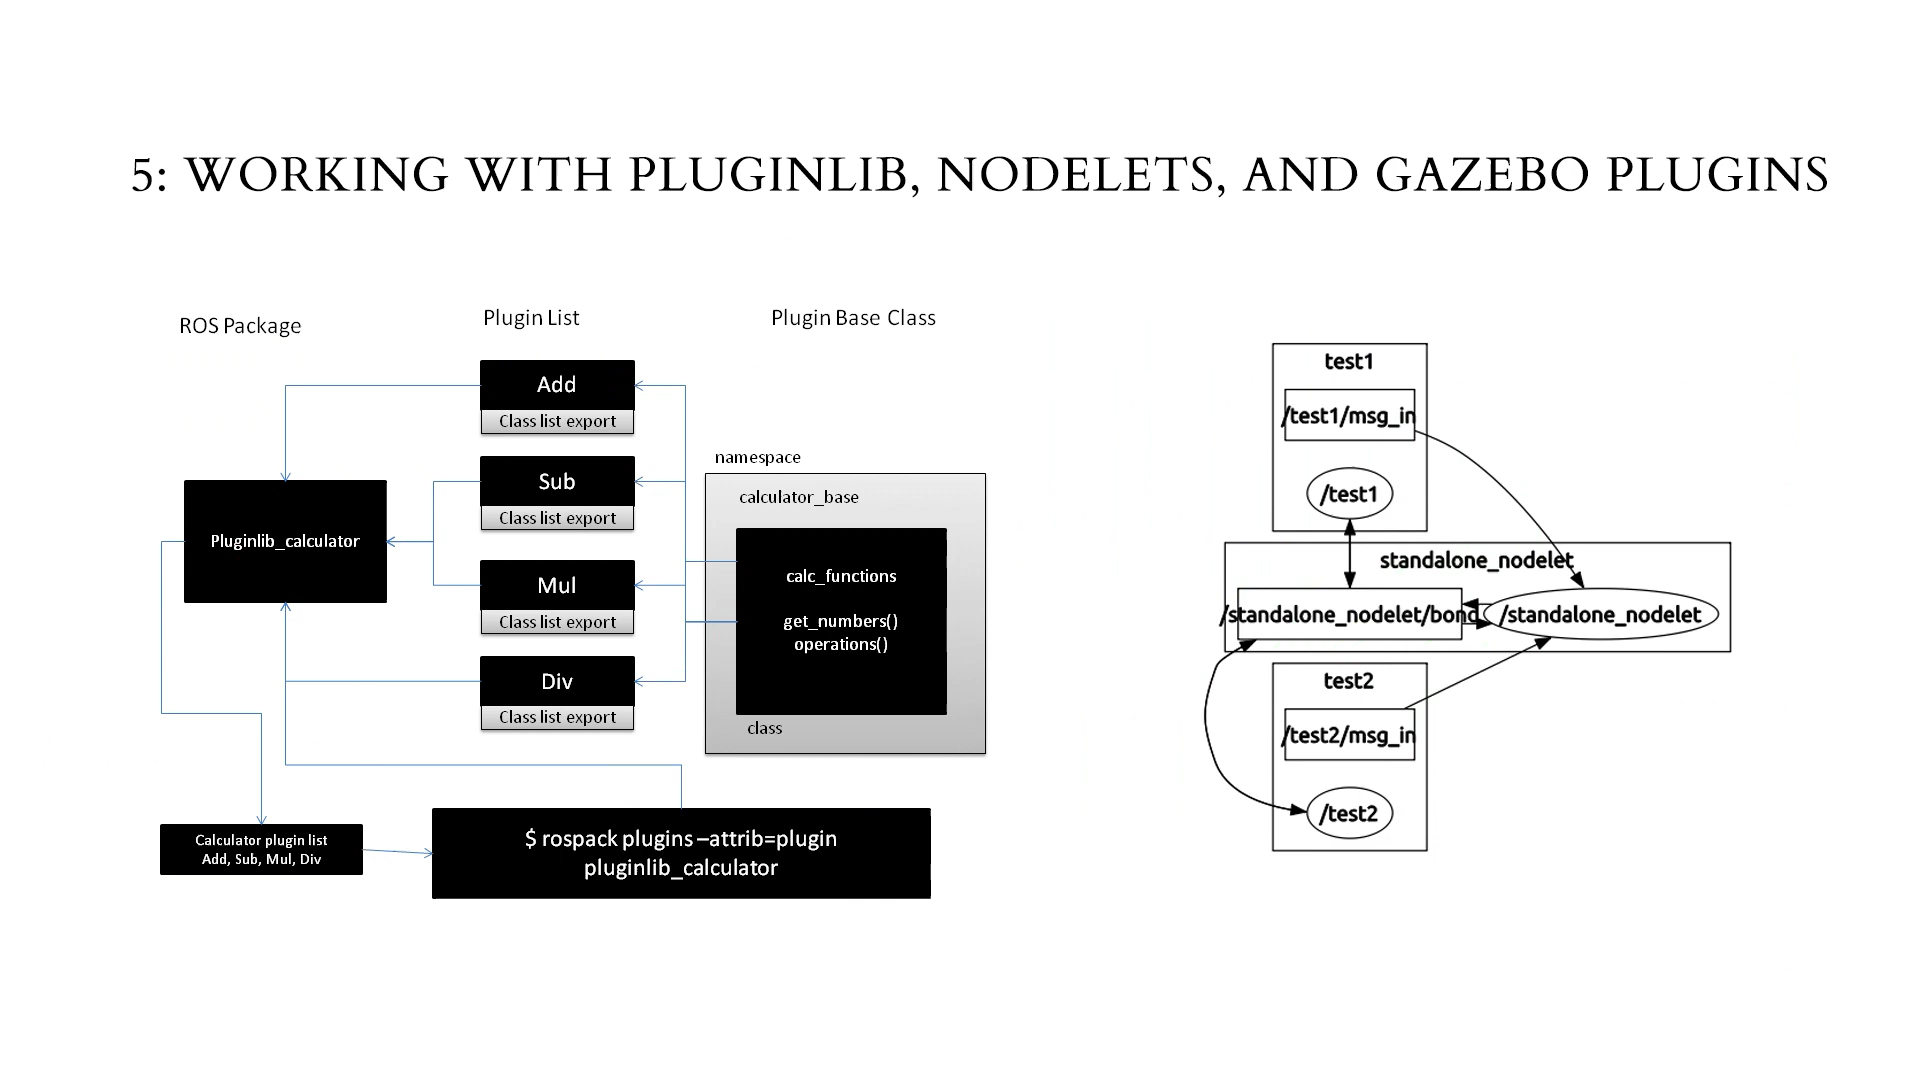 5: WORKING WITH PLUGINLIB, NODELETS, AND GAZEBO PLUGINS
ROS Package
Plugin List
Plugin Base Class
Add
Class list export
Sub
Class list export
Mul
Class list export
Div
Class list export
Pluginlib_calculator
namespace
calculator_base
calc_functions
get_numbers()
operations()
class
Calculator plugin list
Add, Sub, Mul, Div
$ rospack plugins –attrib=plugin
pluginlib_calculator
test1
/test1/msg_in
/test1
standalone_nodelet
/standalone_nodelet/bond
/standalone_nodelet
test2
/test2/msg_in
/test2